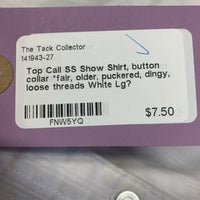 The Tack Collector
141943-27
Top Call SS Show Shirt, button
collar *fair, older, puckered, dingy,
loose threads White Lg?
$7.50
FNW5YQ